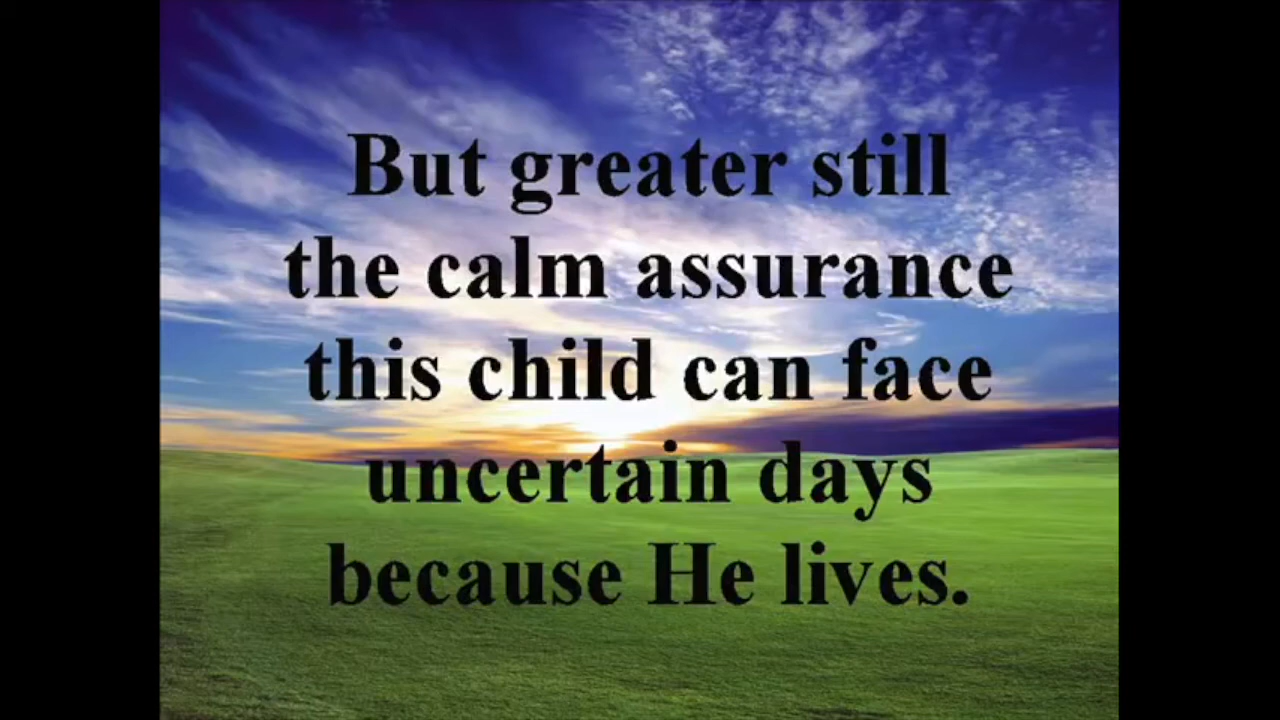 But greater still
the calm assurance
this child can face
uncertain days
because He lives.